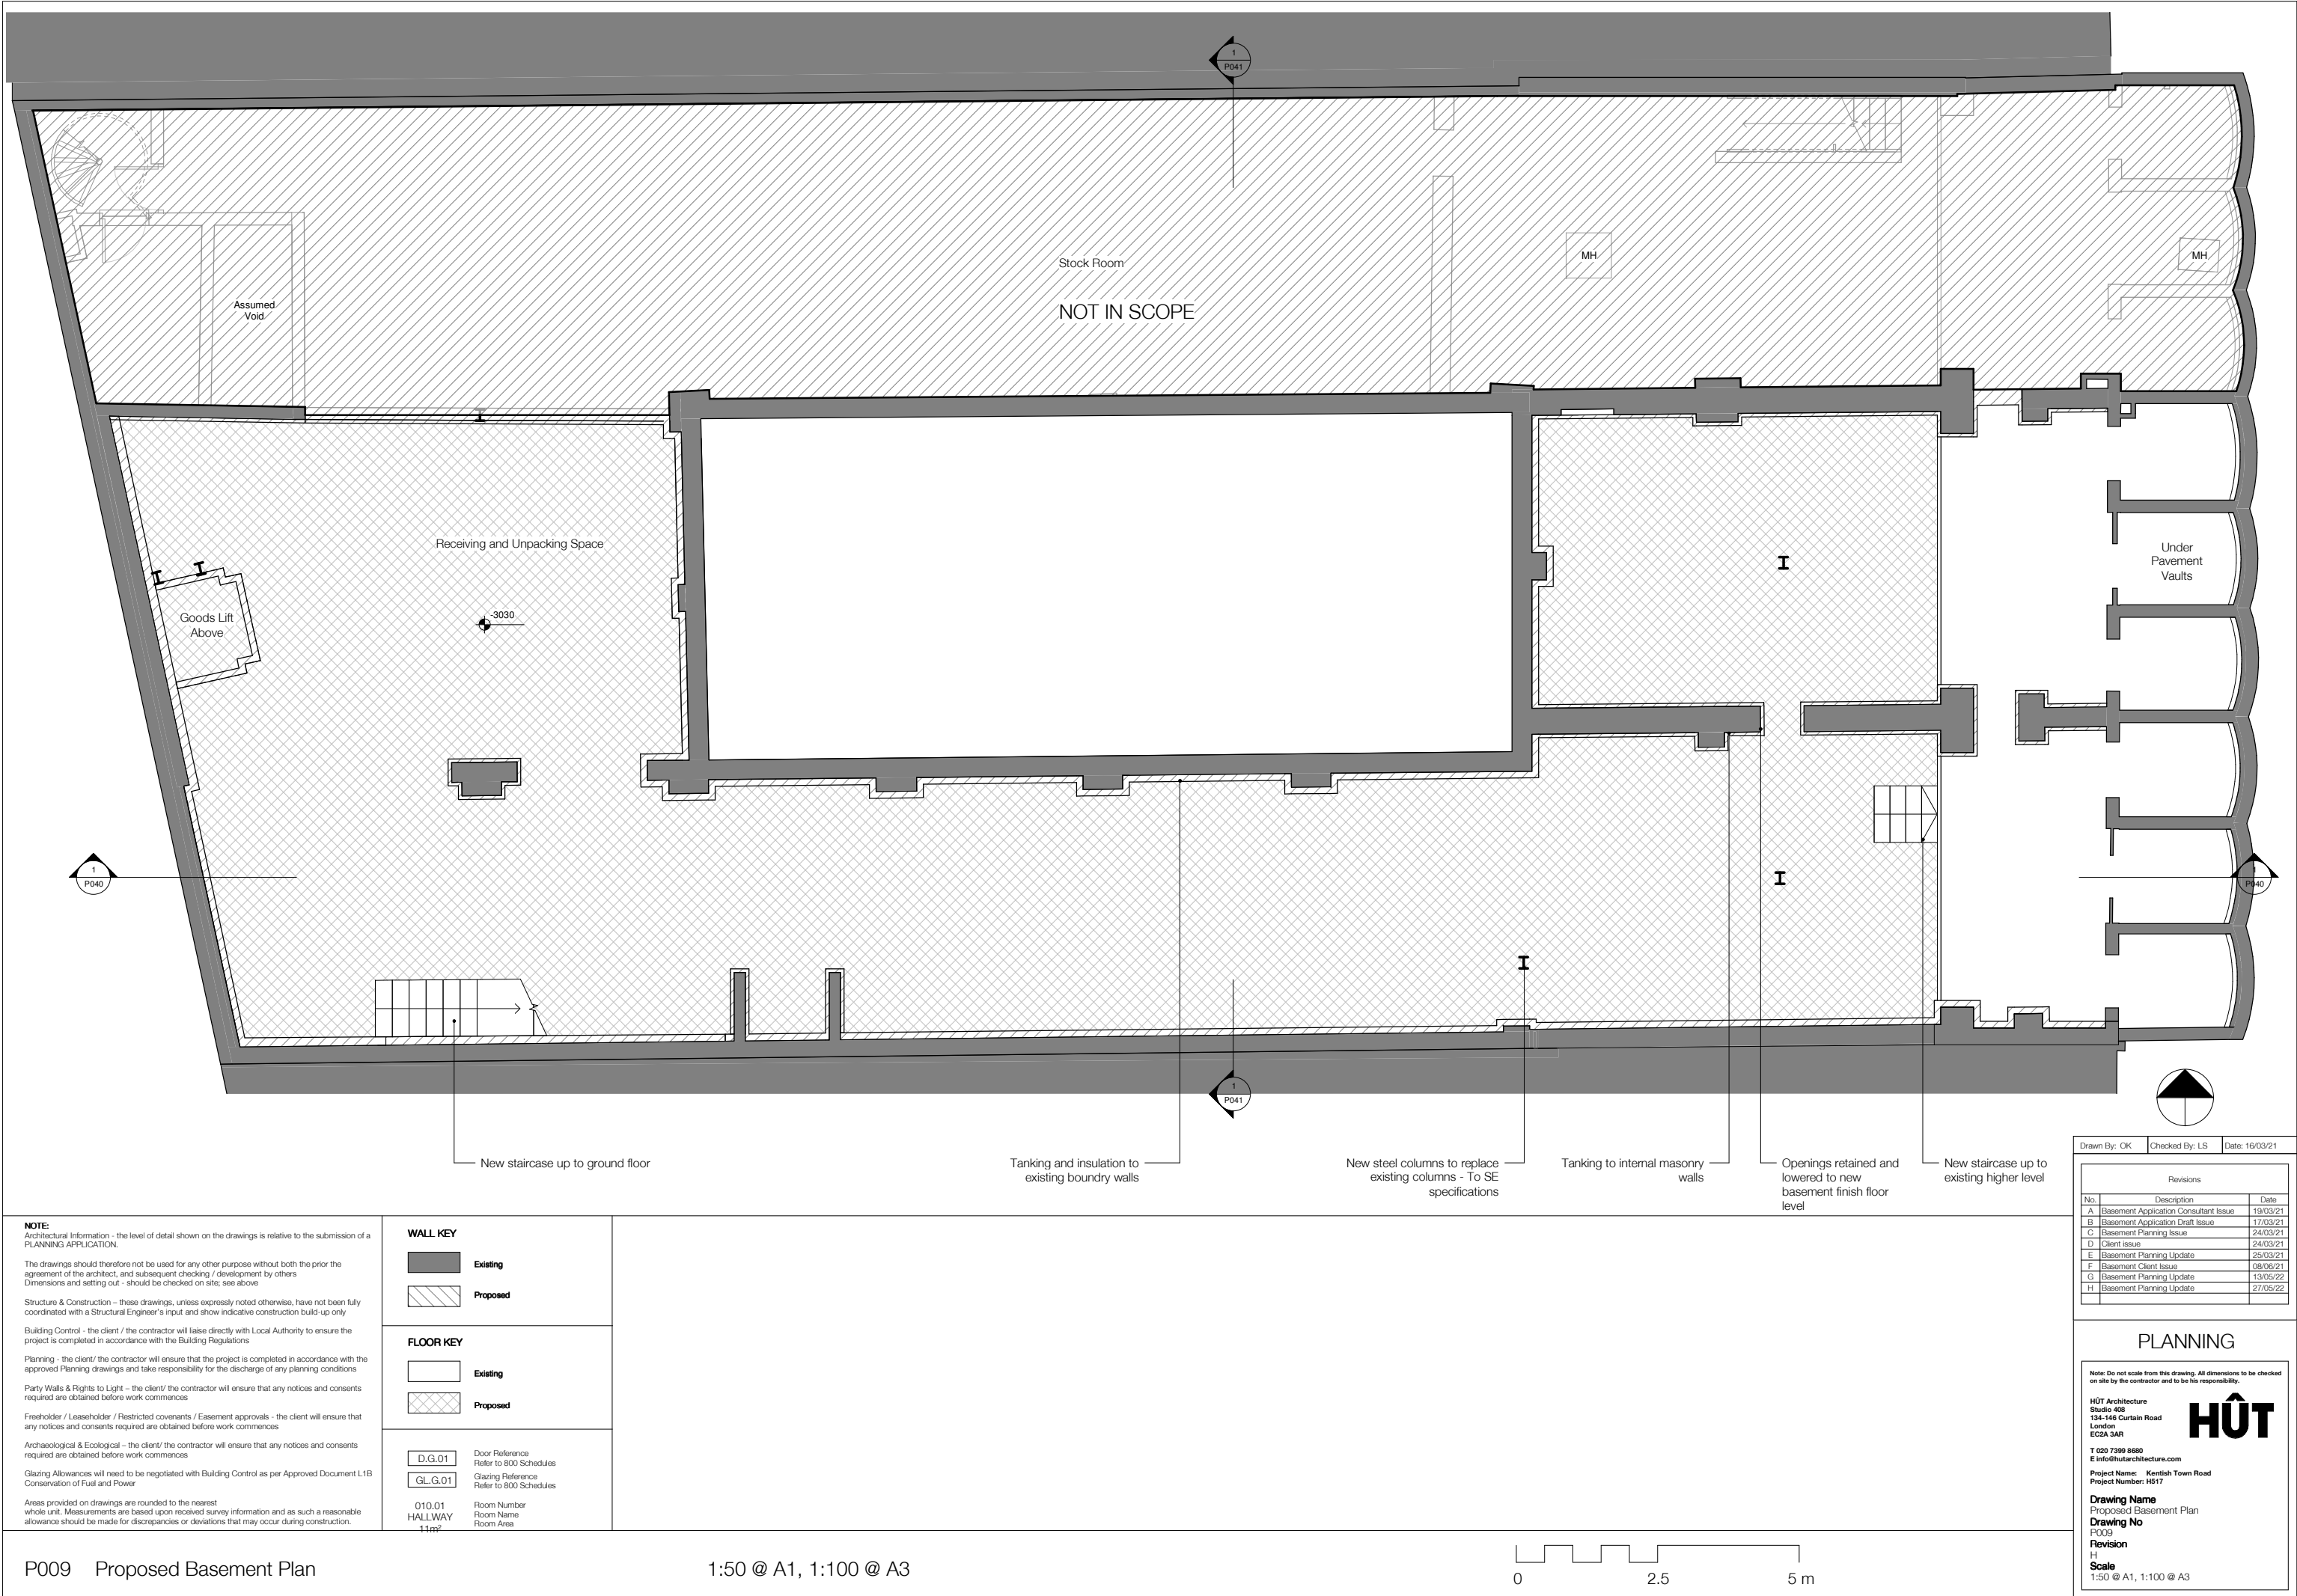 1
P041
Stock Room
NOT IN SCOPE
MH
MH
Assumed
Void
Receiving and Unpacking Space
Under
Pavement
Vaults
Goods Lift
Above
-3030
1
P040
1
P040
1
P041
New staircase up to ground floor
Tanking and insulation to
existing boundry walls
New steel columns to replace
existing columns - To SE
specifications
Tanking to internal masonry
walls
Openings retained and
lowered to new
basement finish floor
level
New staircase up to
existing higher level
Drawn By: OK
Checked By: LS
Date: 16/03/21
Revisions
No. Description Date
A Basement Application Consultant Issue 19/03/21
B Basement Application Draft Issue 17/03/21
C Basement Planning Issue 24/03/21
D Client issue 24/03/21
E Basement Planning Update 25/03/21
F Basement Client Issue 08/06/21
G Basement Planning Update 13/05/22
H Basement Planning Update 27/05/22
NOTE:
Architectural Information - the level of detail shown on the drawings is relative to the submission of a
PLANNING APPLICATION.
The drawings should therefore not be used for any other purpose without both the prior the
agreement of the architect, and subsequent checking / development by others
Dimensions and setting out - should be checked on site; see above
Structure & Construction – these drawings, unless expressly noted otherwise, have not been fully
coordinated with a Structural Engineer's input and show indicative construction build-up only
Building Control - the client / the contractor will liaise directly with Local Authority to ensure the
project is completed in accordance with the Building Regulations
Planning - the client/ the contractor will ensure that the project is completed in accordance with the
approved Planning drawings and take responsibility for the discharge of any planning conditions
Party Walls & Rights to Light – the client/ the contractor will ensure that any notices and consents
required are obtained before work commences
Freeholder / Leaseholder / Restricted covenants / Easement approvals - the client will ensure that
any notices and consents required are obtained before work commences
Archaeological & Ecological – the client/ the contractor will ensure that any notices and consents
required are obtained before work commences
Glazing Allowances will need to be negotiated with Building Control as per Approved Document L1B
Conservation of Fuel and Power
Areas provided on drawings are rounded to the nearest
whole unit. Measurements are based upon received survey information and as such a reasonable
allowance should be made for discrepancies or deviations that may occur during construction.
WALL KEY
Existing
Proposed
FLOOR KEY
Existing
Proposed
D.G.01
Door Reference
Refer to 800 Schedules
GL.G.01
Glazing Reference
Refer to 800 Schedules
010.01
HALLWAY
11m²
Room Number
Room Name
Room Area
PLANNING
Note: Do not scale from this drawing. All dimensions to be checked
on site by the contractor and to be his responsibility.
HÛT Architecture
Studio 408
134-146 Curtain Road
London
EC2A 3AR
HÛT
T 020 7399 8680
E info@hutarchitecture.com
Project Name: Kentish Town Road
Project Number: H517
Drawing Name
Proposed Basement Plan
Drawing No
P009
Revision
H
Scale
1:50 @ A1, 1:100 @ A3
P009 Proposed Basement Plan
1:50 @ A1, 1:100 @ A3
0 2.5 5 m